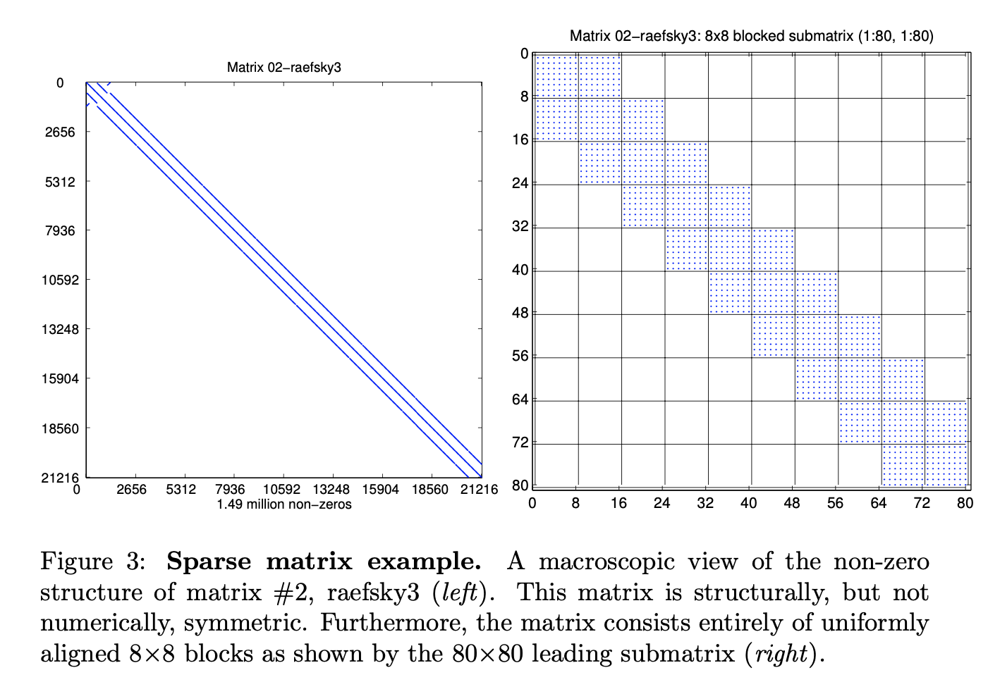 Matrix 02−raefsky3
0
2656
5312
7936
10592
13248
15904
18560
21216
0 2656 5312 7936 10592 13248 15904 18560 21216
1.49 million non−zeros
Matrix 02−raefsky3: 8x8 blocked submatrix (1:80, 1:80)
0
8
16
24
32
40
48
56
64
72
80
0 8 16 24 32 40 48 56 64 72 80
Figure 3: Sparse matrix example. A macroscopic view of the non-zero
structure of matrix #2, raefsky3 (left). This matrix is structurally, but not
numerically, symmetric. Furthermore, the matrix consists entirely of uniformly
aligned 8×8 blocks as shown by the 80×80 leading submatrix (right).